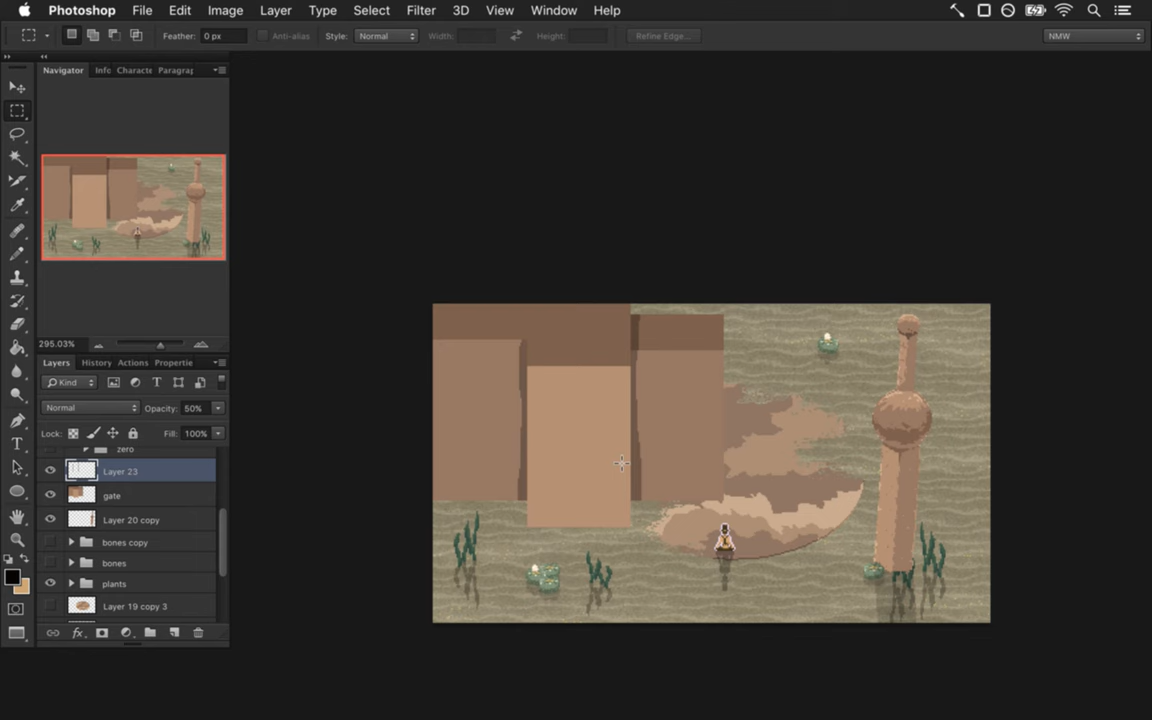 Photoshop File Edit Image Layer Type Select Filter 3D View Window Help
Feather: 0 px Anti-alias Style: Normal Width: Height: Refine Edge... NMW
Navigator Info Characte Paragrap
295.03%
Layers History Actions Propertie
Kind
Normal Opacity: 50%
Lock: Fill: 100%
zero
Layer 23
gate
Layer 20 copy
bones copy
bones
plants
Layer 19 copy 3
fx